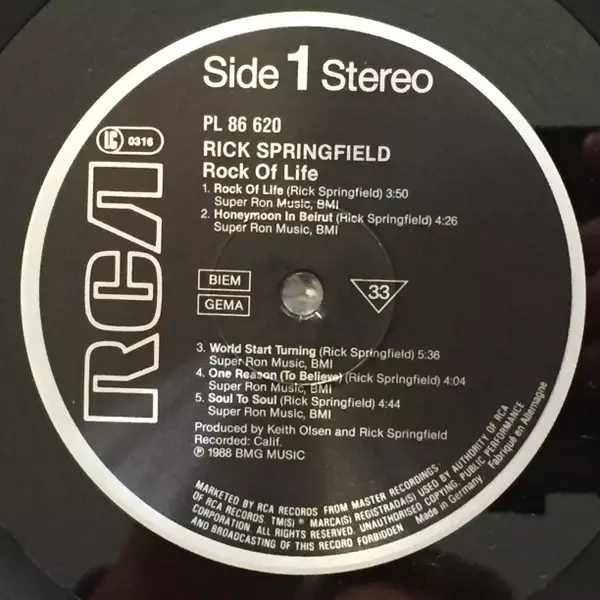 Side 1 Stereo
PL 86 620
LC 0316
RICK SPRINGFIELD
Rock Of Life
1. Rock Of Life (Rick Springfield) 3:50
Super Ron Music, BMI
2. Honeymoon In Beirut (Rick Springfield) 4:26
Super Ron Music, BMI
RCA
BIEM
GEMA
33
3. World Start Turning (Rick Springfield) 5:36
Super Ron Music, BMI
4. One Reason (To Believe) (Rick Springfield) 4:04
Super Ron Music, BMI
5. Soul To Soul (Rick Springfield) 4:44
Super Ron Music, BMI
Produced by Keith Olsen and Rick Springfield
Recorded: Calif.
℗ 1988 BMG MUSIC
MARKETED BY RCA RECORDS FROM MASTER RECORDINGS
OF RCA RECORDS. TM(S) ® MARCA(S) REGISTRADA(S) USED BY AUTHORITY OF RCA
CORPORATION. ALL RIGHTS RESERVED. UNAUTHORISED COPYING, PUBLIC PERFORMANCE
AND BROADCASTING OF THIS RECORD FORBIDDEN
Made in Germany.
Fabriqué en Allemagne